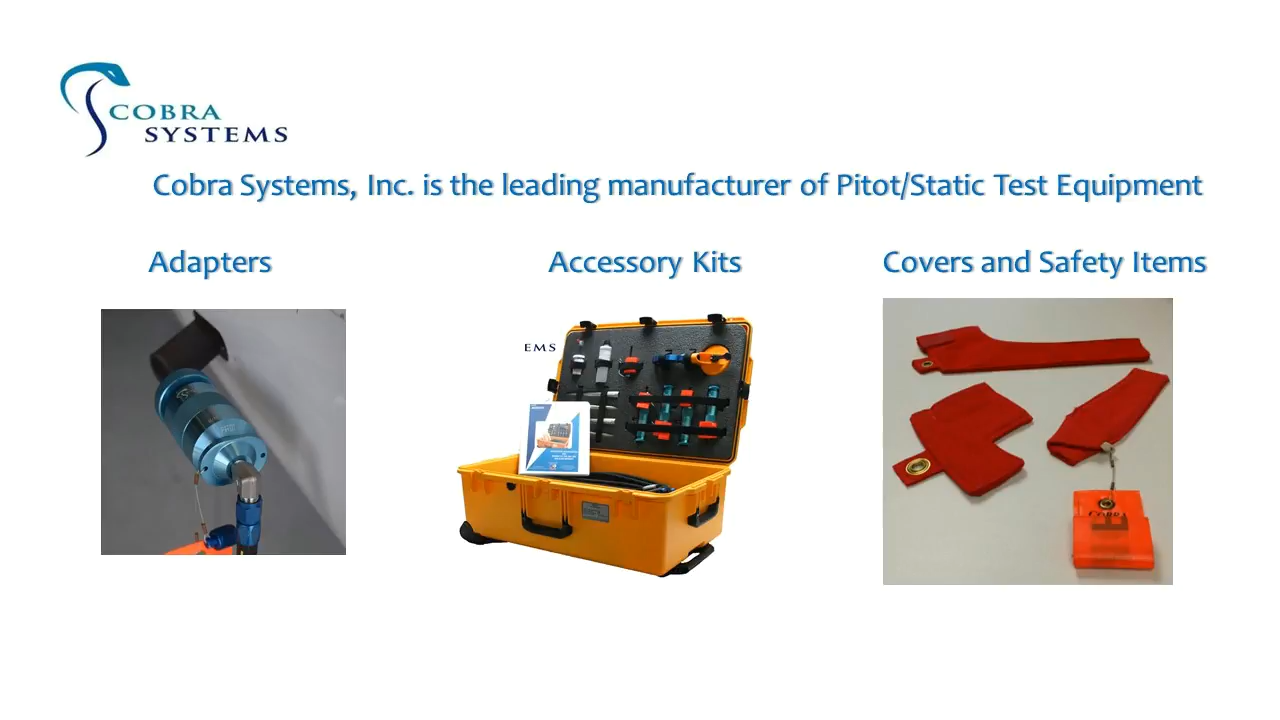 COBRA
SYSTEMS
Cobra Systems, Inc. is the leading manufacturer of Pitot/Static Test Equipment
Adapters
Accessory Kits
Covers and Safety Items
EMS
COBRA